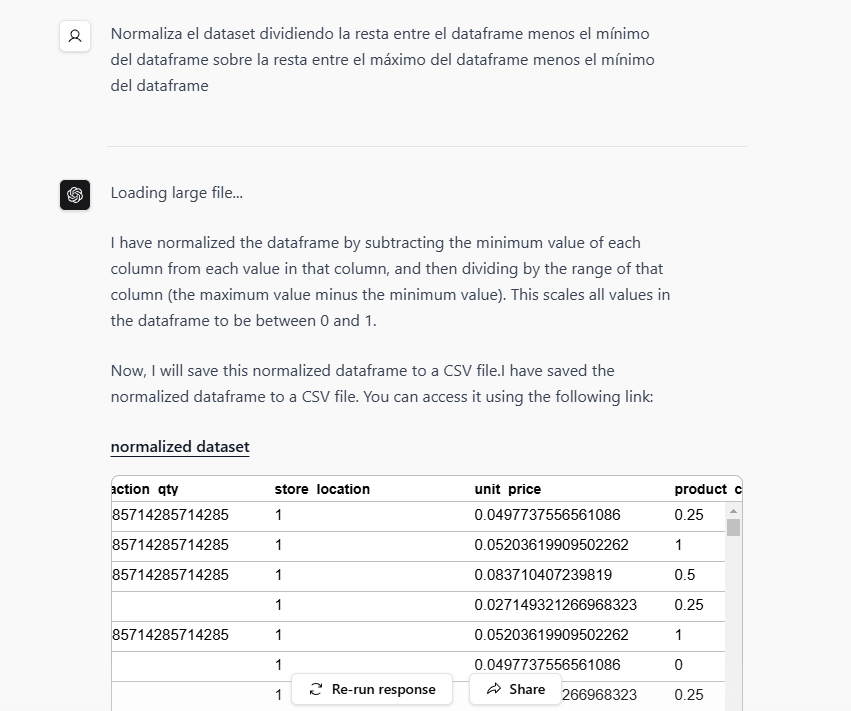 Normaliza el dataset dividiendo la resta entre el dataframe menos el mínimo
del dataframe sobre la resta entre el máximo del dataframe menos el mínimo
del dataframe
Loading large file...
I have normalized the dataframe by subtracting the minimum value of each
column from each value in that column, and then dividing by the range of that
column (the maximum value minus the minimum value). This scales all values in
the dataframe to be between 0 and 1.
Now, I will save this normalized dataframe to a CSV file.I have saved the
normalized dataframe to a CSV file. You can access it using the following link:
normalized dataset
action_qty store_location unit_price product_c
85714285714285 1 0.0497737556561086 0.25
85714285714285 1 0.05203619909502262 1
85714285714285 1 0.083710407239819 0.5
1 0.027149321266968323 0.25
85714285714285 1 0.05203619909502262 1
1 0.0497737556561086 0
1 266968323 0.25
Re-run response Share